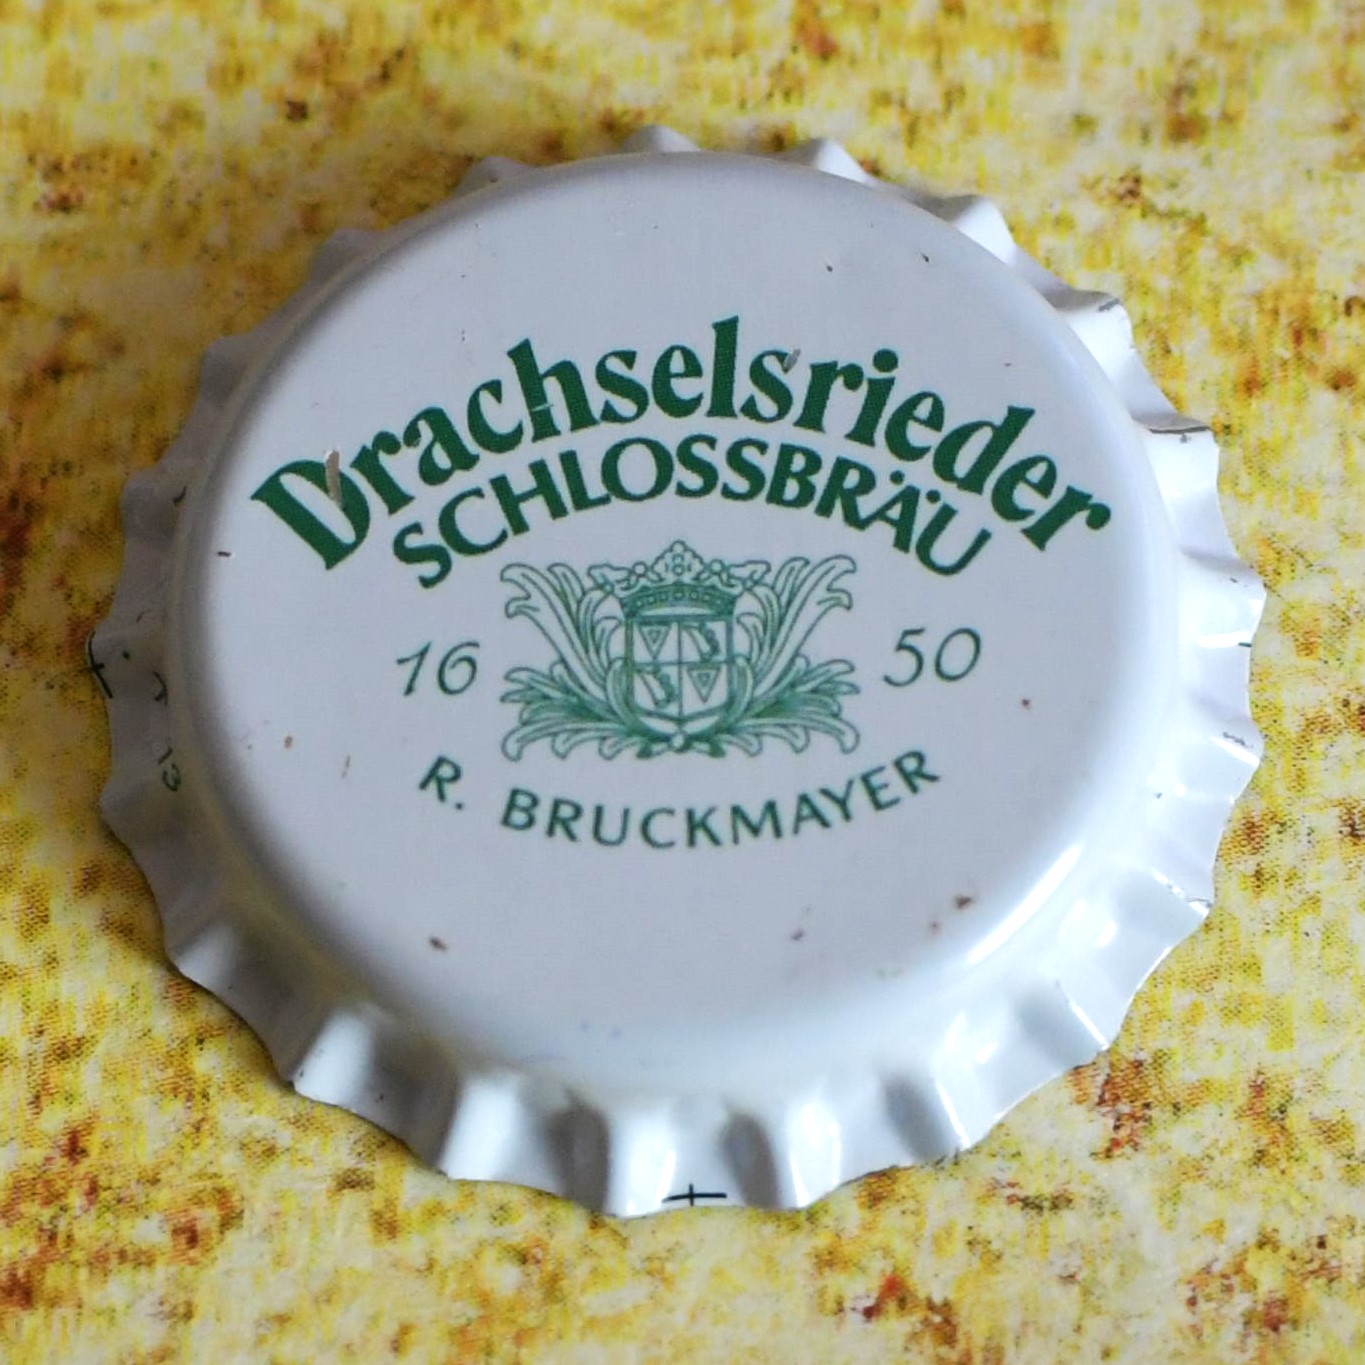 Drachselsrieder
SCHLOSSBRÄU
16 50
R. BRUCKMAYER